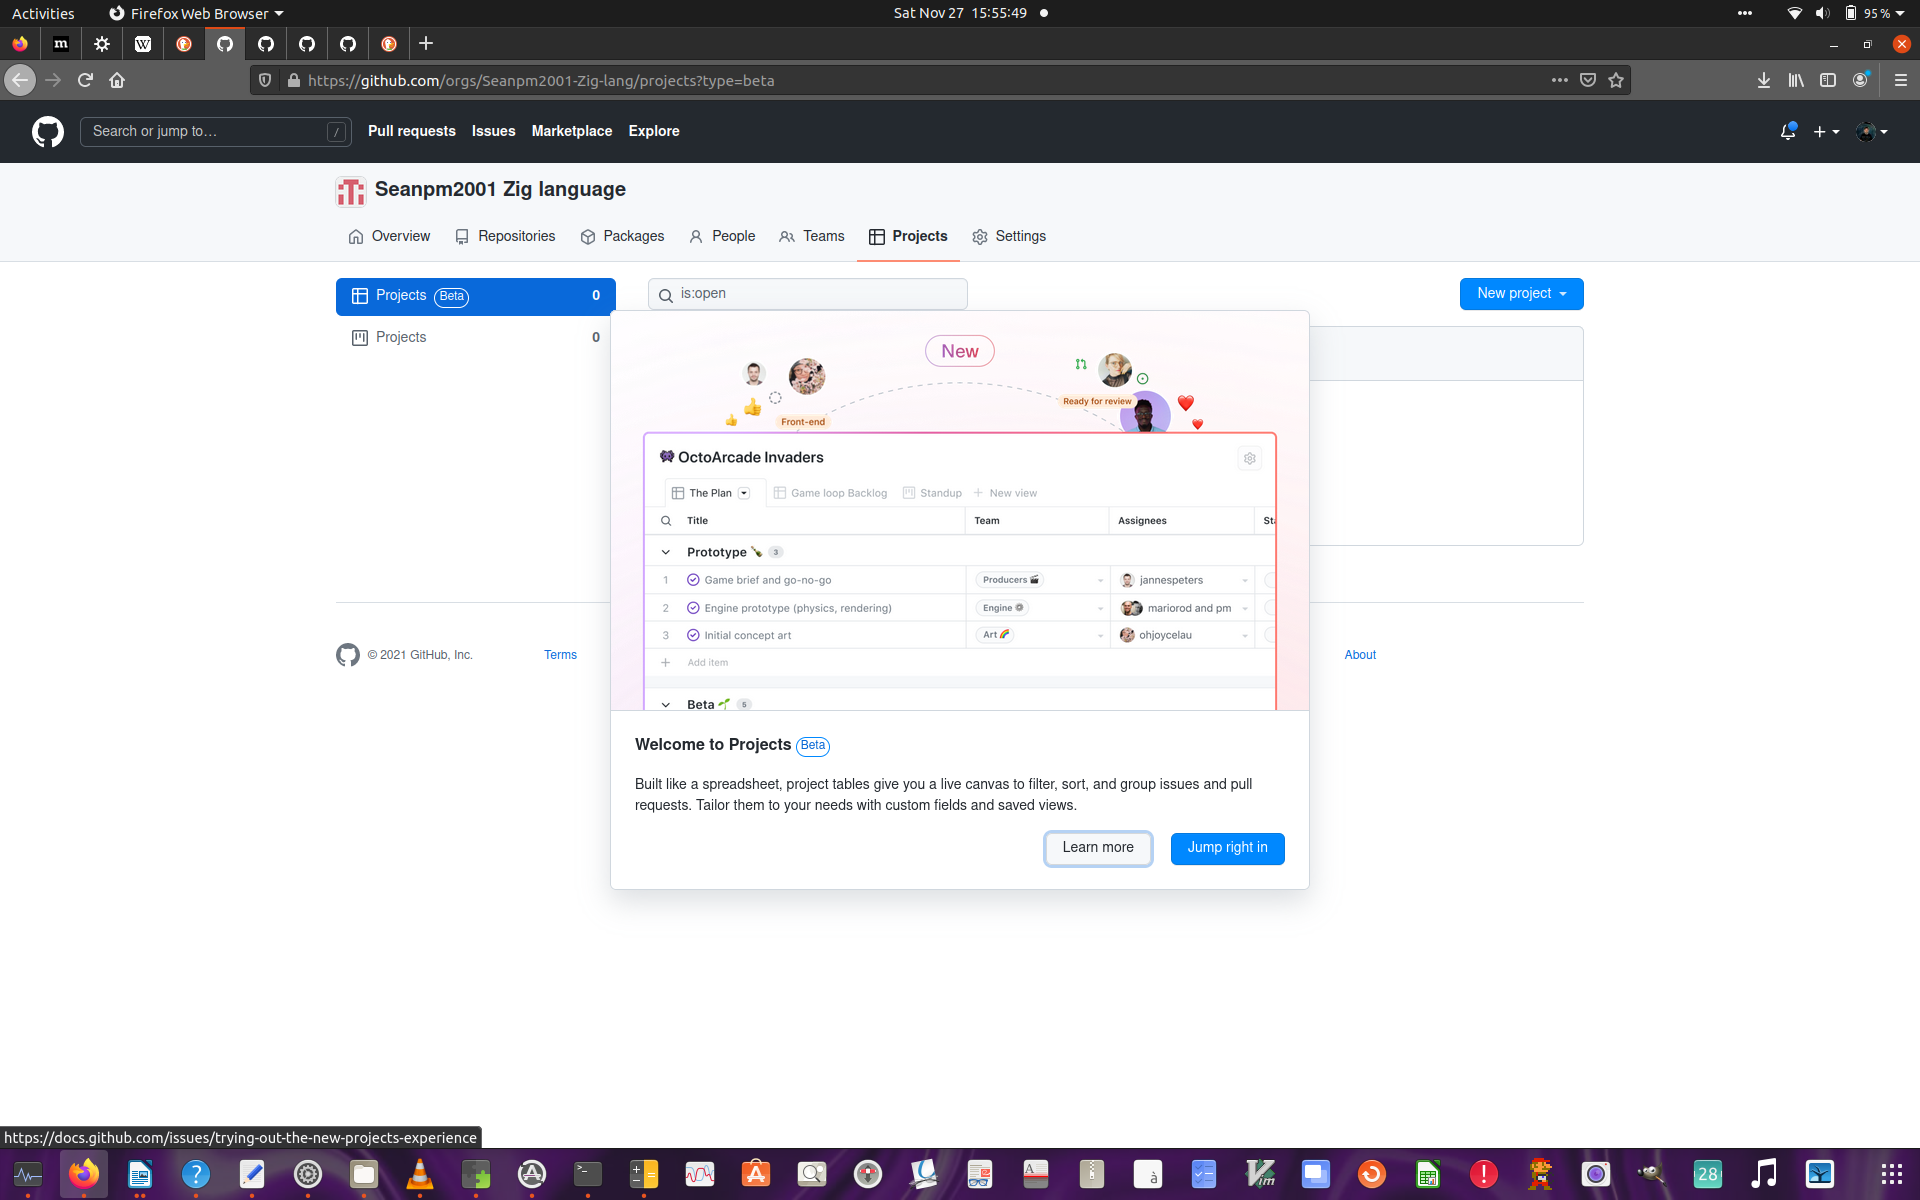 Activities
Firefox Web Browser
Sat Nov 27 15:55:49
95 %
m
W
https://github.com/orgs/Seanpm2001-Zig-lang/projects?type=beta
Search or jump to…
/
Pull requests
Issues
Marketplace
Explore
Seanpm2001 Zig language
Overview
Repositories
Packages
People
Teams
Projects
Settings
Projects Beta 0
is:open
New project
Projects 0
New
Ready for review
Front-end
OctoArcade Invaders
The Plan
Game loop Backlog
Standup
New view
Title Team Assignees Sta
Prototype 3
1 Game brief and go-no-go Producers jannespeters
2 Engine prototype (physics, rendering) Engine mariorod and pm
3 Initial concept art Art ohjoycelau
Add item
Beta 5
© 2021 GitHub, Inc.
Terms
About
Welcome to Projects Beta
Built like a spreadsheet, project tables give you a live canvas to filter, sort, and group issues and pull
requests. Tailor them to your needs with custom fields and saved views.
Learn more
Jump right in
https://docs.github.com/issues/trying-out-the-new-projects-experience
28